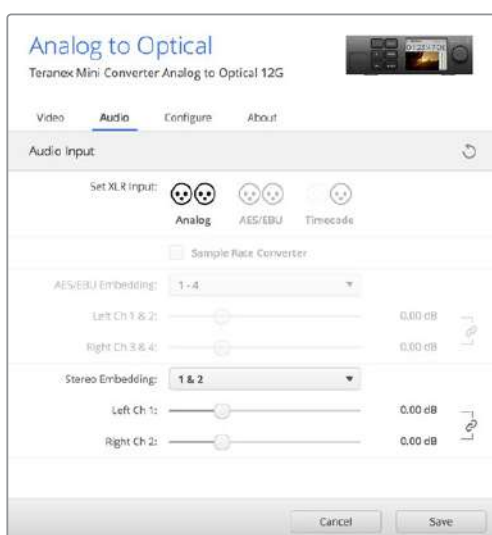 Analog to Optical
Teranex Mini Converter Analog to Optical 12G
Video Audio Configure About
Audio Input
Set XLR Input:
Analog AES/EBU Timecode
Sample Rate Converter
AES/EBU Embedding: 1 - 4
Left Ch 1 & 2: 0.00 dB
Right Ch 3 & 4: 0.00 dB
Stereo Embedding: 1 & 2
Left Ch 1: 0.00 dB
Right Ch 2: 0.00 dB
Cancel Save